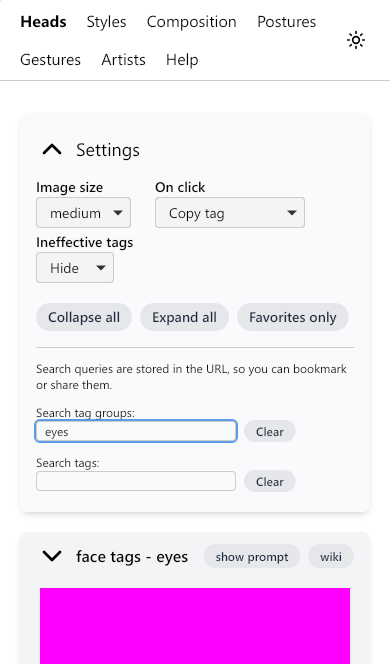 Heads Styles Composition Postures
Gestures Artists Help
Settings
Image size On click
medium Copy tag
Ineffective tags
Hide
Collapse all Expand all Favorites only
Search queries are stored in the URL, so you can bookmark
or share them.
Search tag groups:
eyes Clear
Search tags:
Clear
face tags - eyes show prompt wiki